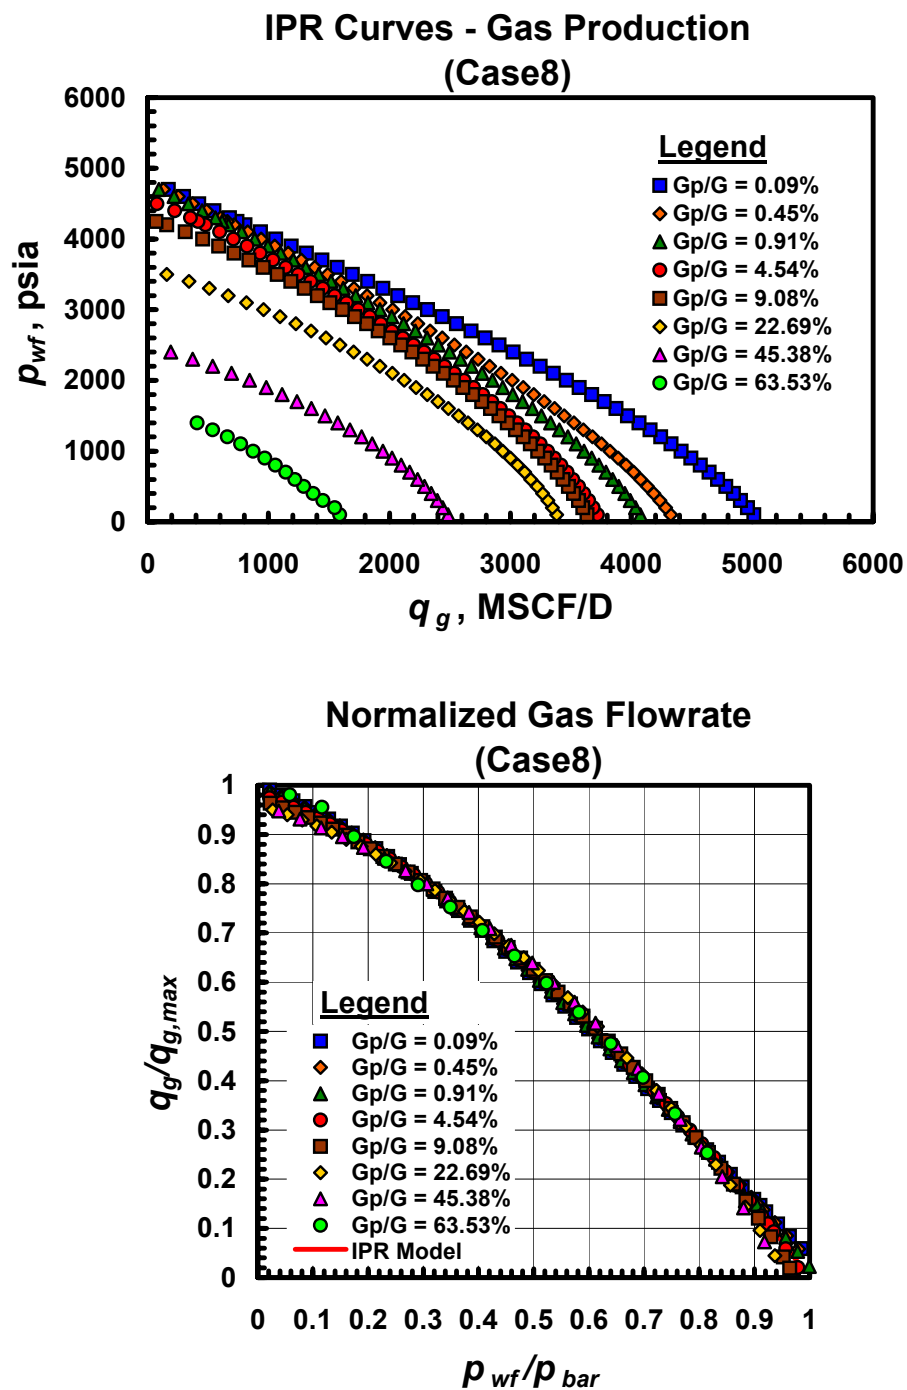 IPR Curves - Gas Production
(Case8)
6000
5000
4000
3000
2000
1000
0
p wf , psia
Legend
Gp/G = 0.09%
Gp/G = 0.45%
Gp/G = 0.91%
Gp/G = 4.54%
Gp/G = 9.08%
Gp/G = 22.69%
Gp/G = 45.38%
Gp/G = 63.53%
0 1000 2000 3000 4000 5000 6000
q g , MSCF/D
Normalized Gas Flowrate
(Case8)
1
0.9
0.8
0.7
0.6
0.5
0.4
0.3
0.2
0.1
0
q g/q g,max
Legend
Gp/G = 0.09%
Gp/G = 0.45%
Gp/G = 0.91%
Gp/G = 4.54%
Gp/G = 9.08%
Gp/G = 22.69%
Gp/G = 45.38%
Gp/G = 63.53%
IPR Model
0 0.1 0.2 0.3 0.4 0.5 0.6 0.7 0.8 0.9 1
p wf /p bar